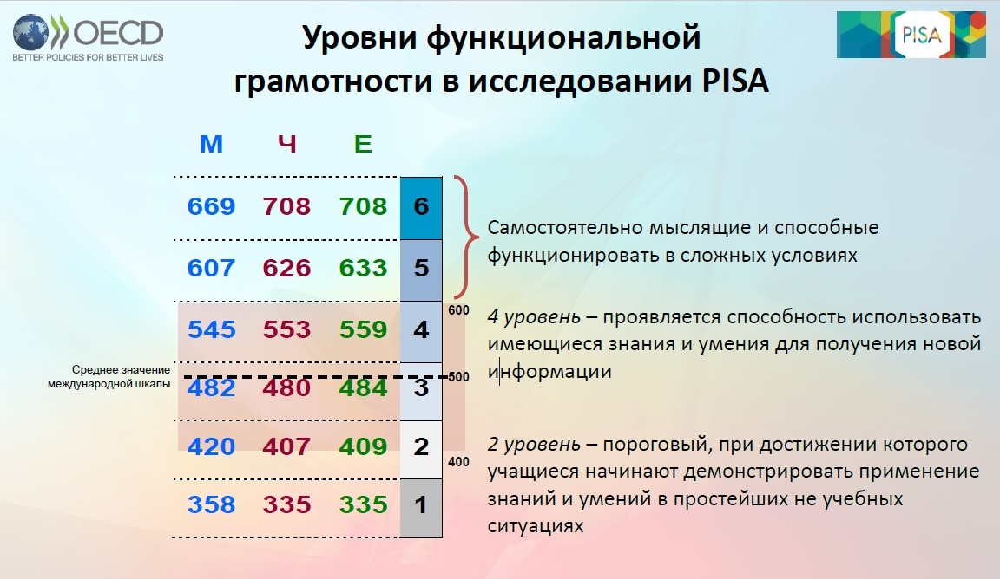 OECD
BETTER POLICIES FOR BETTER LIVES
Уровни функциональной
грамотности в исследовании PISA
PISA
М Ч Е
669 708 708 6
607 626 633 5
Самостоятельно мыслящие и способные
функционировать в сложных условиях
600
545 553 559 4
4 уровень – проявляется способность использовать
имеющиеся знания и умения для получения новой
информации
Среднее значение
международной шкалы
500
482 480 484 3
420 407 409 2
400
2 уровень – пороговый, при достижении которого
учащиеся начинают демонстрировать применение
знаний и умений в простейших не учебных
ситуациях
358 335 335 1